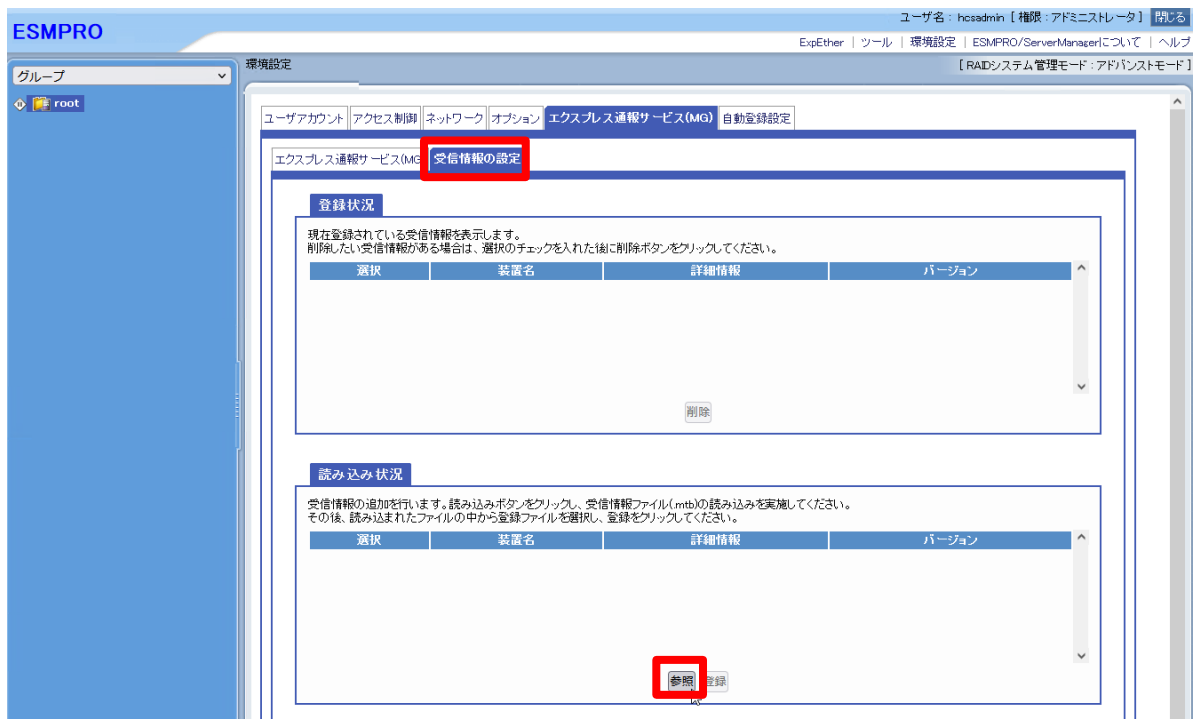 ユーザ名 : hcsadmin [ 権限 : アドミニストレータ ] 閉じる
ESMPRO
ExpEther | ツール | 環境設定 | ESMPRO/ServerManagerについて | ヘルプ
グループ
環境設定
[ RAIDシステム管理モード : アドバンストモード ]
root
ユーザアカウント アクセス制御 ネットワーク オプション エクスプレス通報サービス(MG) 自動登録設定
エクスプレス通報サービス(MG 受信情報の設定
登録状況
現在登録されている受信情報を表示します。
削除したい受信情報がある場合は、選択のチェックを入れた後に削除ボタンをクリックしてください。
選択 装置名 詳細情報 バージョン
削除
読み込み状況
受信情報の追加を行います。読み込みボタンをクリックし、受信情報ファイル(.mtb)の読み込みを実施してください。
その後、読み込まれたファイルの中から登録ファイルを選択し、登録をクリックしてください。
選択 装置名 詳細情報 バージョン
参照 登録